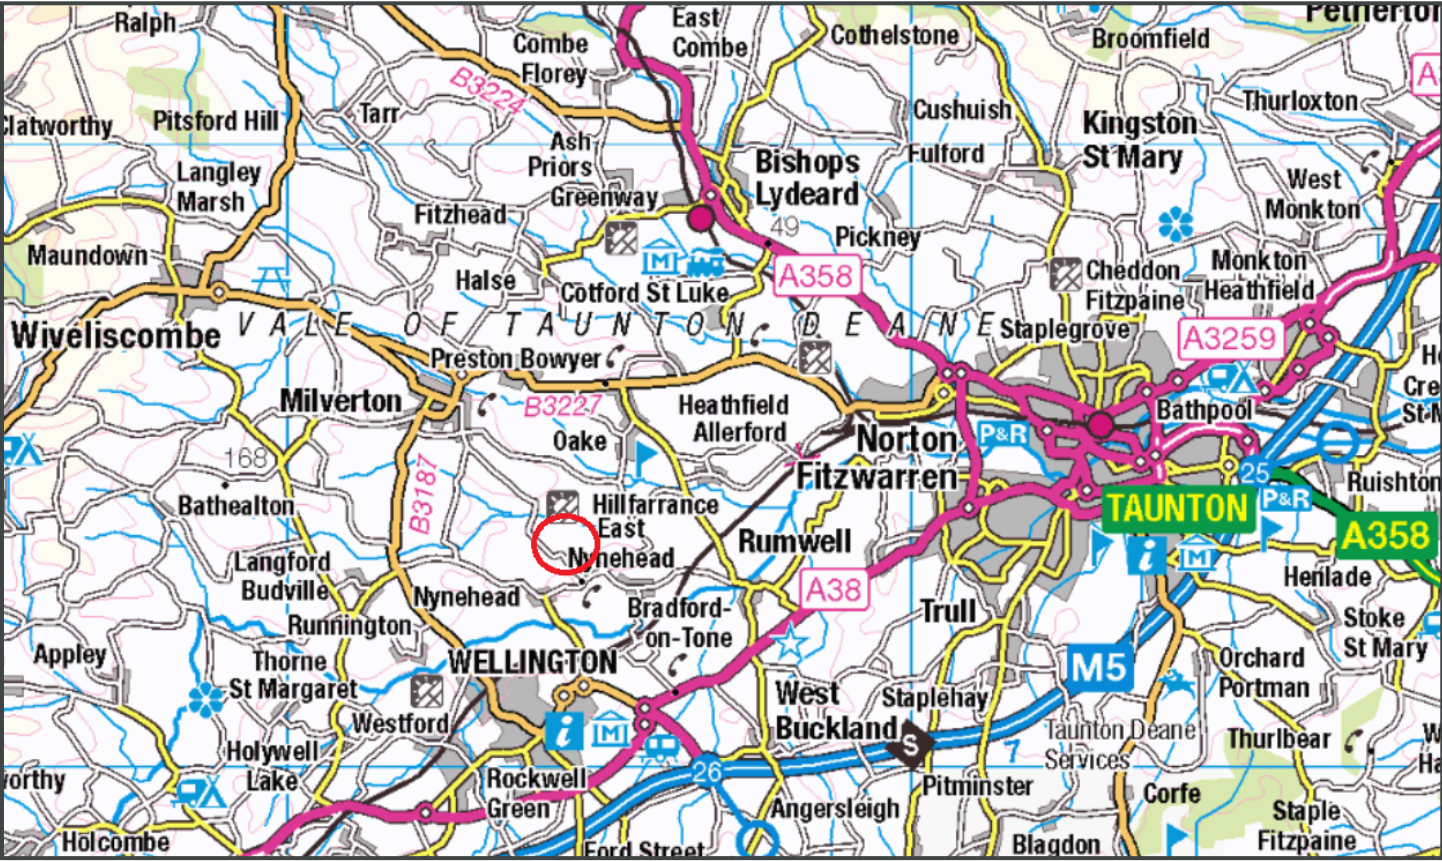 Ralph
East
Combe
Cothelstone
Broomfield
Combe
Florey
B3224
Clatworthy
Pitsford Hill
Tarr
Cushuish
Thurloxton
Kingston
St Mary
Ash
Priors
Langley
Marsh
Greenway
Bishops
Lydeard
Fulford
West
Monkton
Fitzhead
49
Pickney
Maundown
Halse
M
A358
Cotford St Luke
Cheddon
Fitzpaine
Monkton
Heathfield
Wiveliscombe
VALE OF TAUNTON DEANE
Staplegrove
A3259
Preston Bowyer
Milverton
B3227
Heathfield
Allerford
Bathpool
Oake
Norton
Fitzwarren
P&R
168
25
P&R
Ruishton
Bathealton
B3187
Hillfarrance
East
Nynehead
Rumwell
TAUNTON
A358
i
M
Langford
Budville
Nynehead
A38
Henlade
Runnington
Bradford-
on-Tone
Trull
Stoke
St Mary
Appley
Thorne
St Margaret
WELLINGTON
M5
Orchard
Portman
Westford
West
Buckland
Staplehay
S
Taunton Deane
Services
Thurlbear
i
M
Holywell
Lake
26
Rockwell
Green
Pitminster
Angersleigh
Corfe
Staple
Fitzpaine
Holcombe
Ford Street
Blagdon